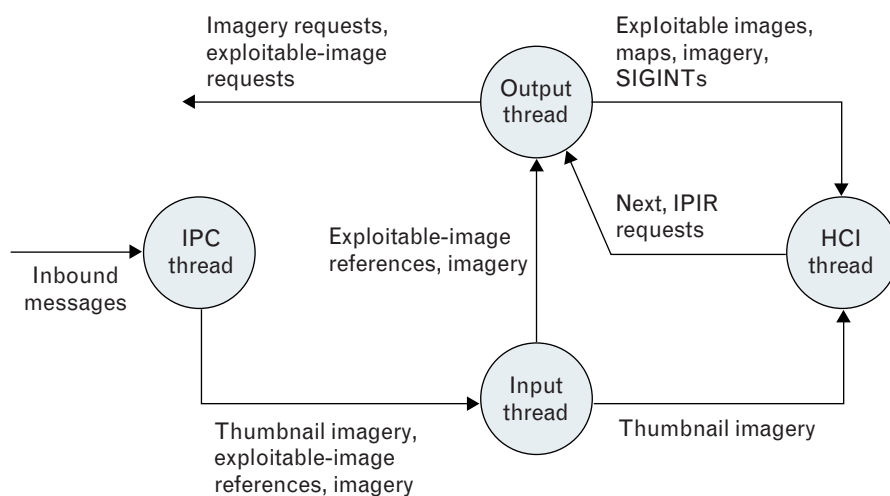 Imagery requests,
exploitable-image
requests
Exploitable images,
maps, imagery,
SIGINTs
Output
thread
Next, IPIR
requests
IPC
thread
HCI
thread
Inbound
messages
Exploitable-image
references, imagery
Input
thread
Thumbnail imagery,
exploitable-image
references, imagery
Thumbnail imagery